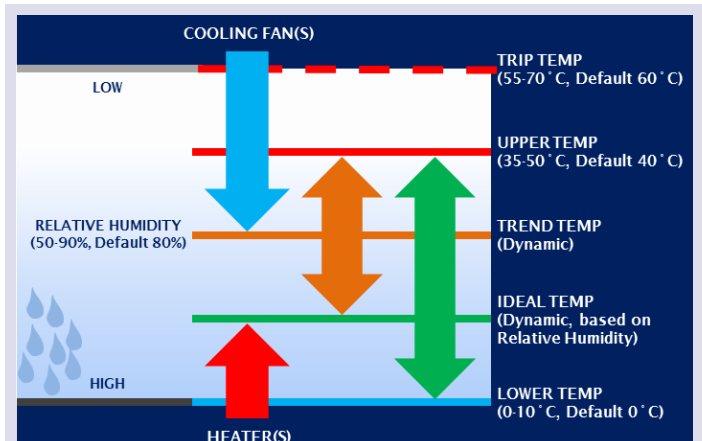 COOLING FAN(S)
TRIP TEMP
(55-70˚C, Default 60˚C)
LOW
UPPER TEMP
(35-50˚C, Default 40˚C)
RELATIVE HUMIDITY
(50-90%, Default 80%)
TREND TEMP
(Dynamic)
IDEAL TEMP
(Dynamic, based on
Relative Humidity)
HIGH
LOWER TEMP
(0-10˚C, Default 0˚C)
HEATER(S)